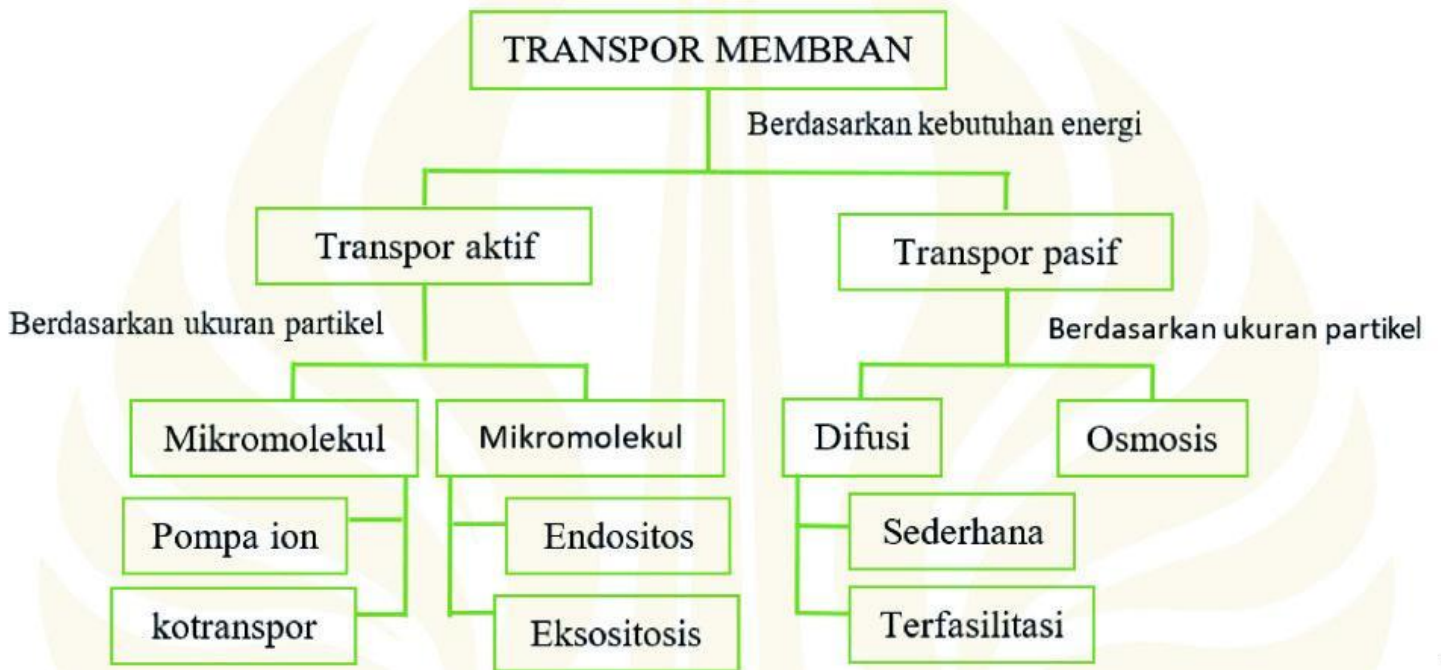 TRANSPOR MEMBRAN
Berdasarkan kebutuhan energi
Transpor aktif
Transpor pasif
Berdasarkan ukuran partikel
Berdasarkan ukuran partikel
Mikromolekul
Mikromolekul
Difusi
Osmosis
Pompa ion
Endositos
Sederhana
kotranspor
Eksositosis
Terfasilitasi